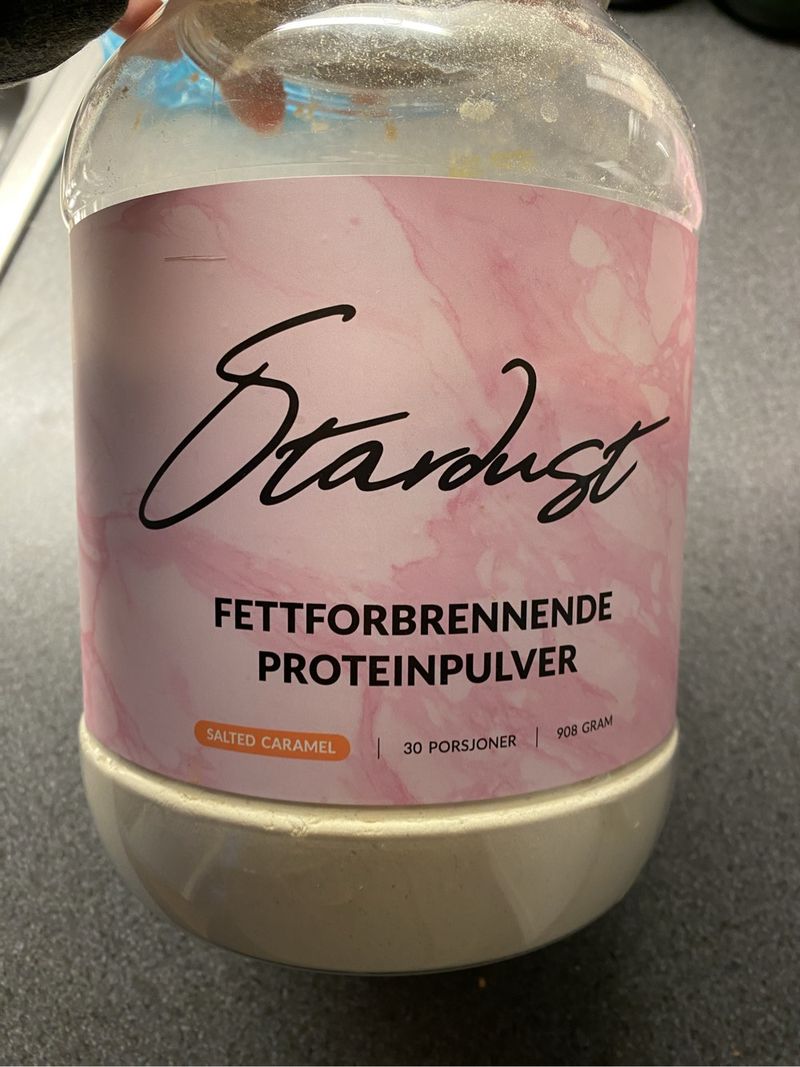 Stardust
FETTFORBRENNENDE
PROTEINPULVER
SALTED CARAMEL | 30 PORSJONER | 908 GRAM